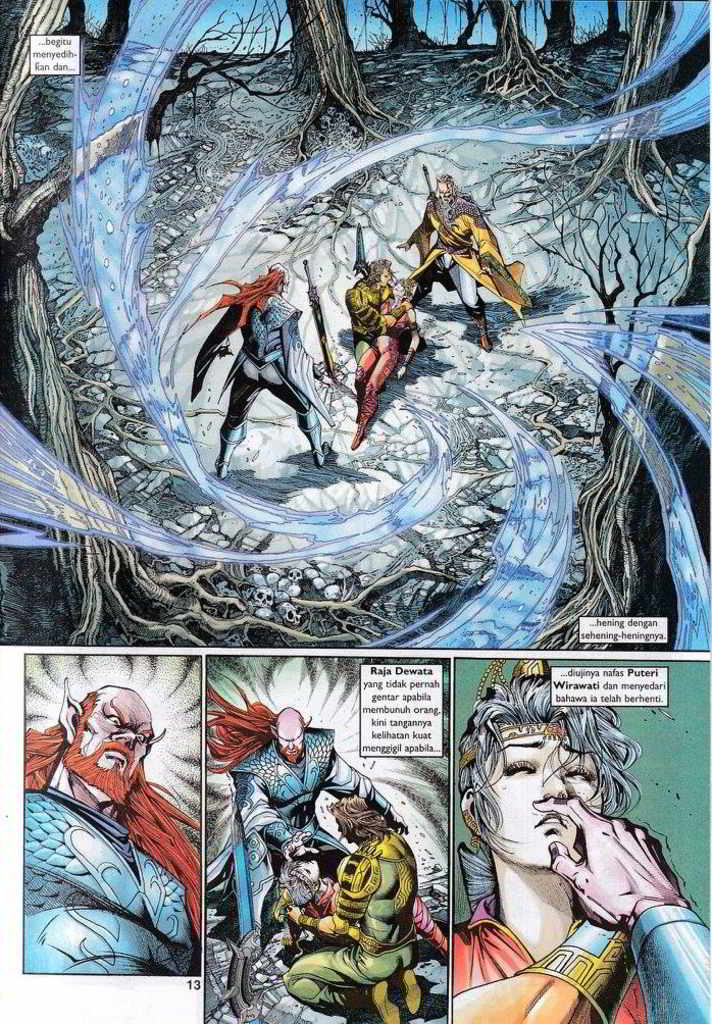 ...begitu
menyedih-
kan dan...
...hening dengan
sehening-heningnya.
Raja Dewata
yang tidak pernah
gentar apabila
membunuh orang,
kini tangannya
kelihatan
menggigil apabila...
...diujinya nafas Puteri
Wirawati dan menyedari
bahawa ia telah berhenti.
13